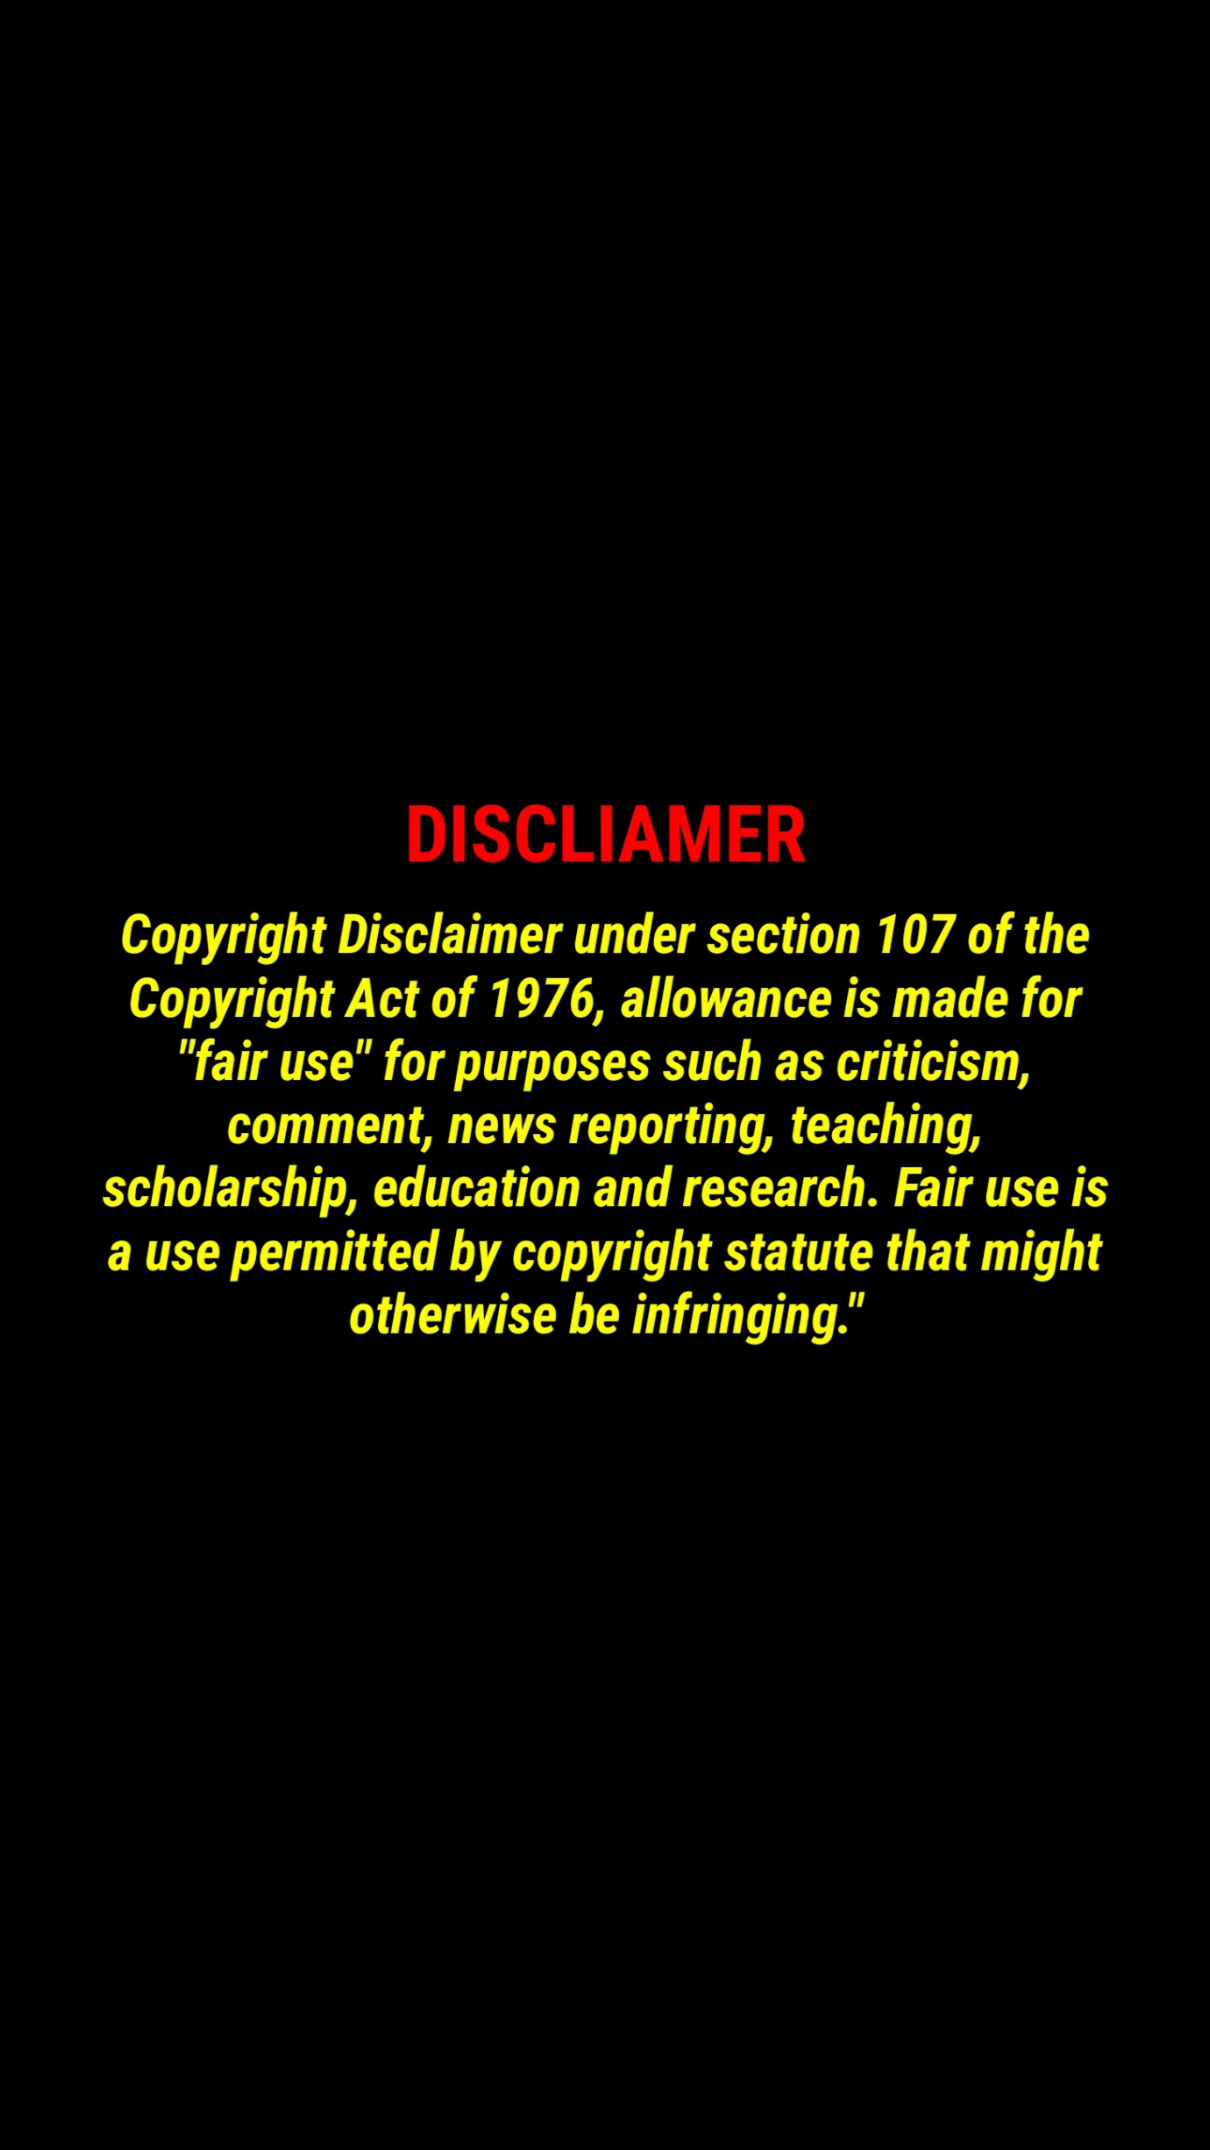 DISCLIAMER
Copyright Disclaimer under section 107 of the
Copyright Act of 1976, allowance is made for
"fair use" for purposes such as criticism,
comment, news reporting, teaching,
scholarship, education and research. Fair use is
a use permitted by copyright statute that might
otherwise be infringing."